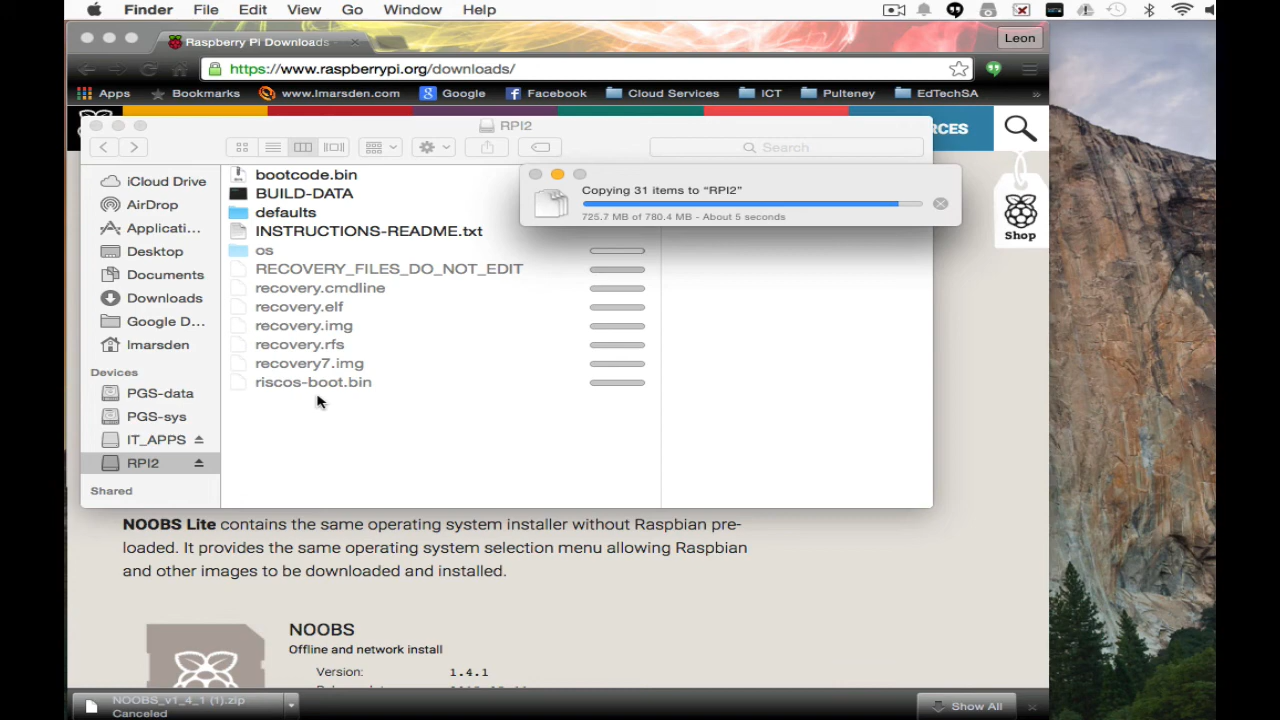 Finder File Edit View Go Window Help
Raspberry Pi Downloads
Leon
https://www.raspberrypi.org/downloads/
Apps Bookmarks www.lmarsden.com Google Facebook Cloud Services ICT Pulteney EdTechSA »
RCES
RPI2
Search
iCloud Drive
AirDrop
Applicati...
Desktop
Documents
Downloads
Google D...
lmarsden
Devices
PGS-data
PGS-sys
IT_APPS
RPI2
Shared
bootcode.bin
BUILD-DATA
defaults
INSTRUCTIONS-README.txt
os
RECOVERY_FILES_DO_NOT_EDIT
recovery.cmdline
recovery.elf
recovery.img
recovery.rfs
recovery7.img
riscos-boot.bin
Copying 31 items to “RPI2”
725.7 MB of 780.4 MB - About 5 seconds
Shop
NOOBS Lite contains the same operating system installer without Raspbian pre-
loaded. It provides the same operating system selection menu allowing Raspbian
and other images to be downloaded and installed.
NOOBS
Offline and network install
Version: 1.4.1
NOOBS_v1_4_1 (1).zip
Canceled
Show All